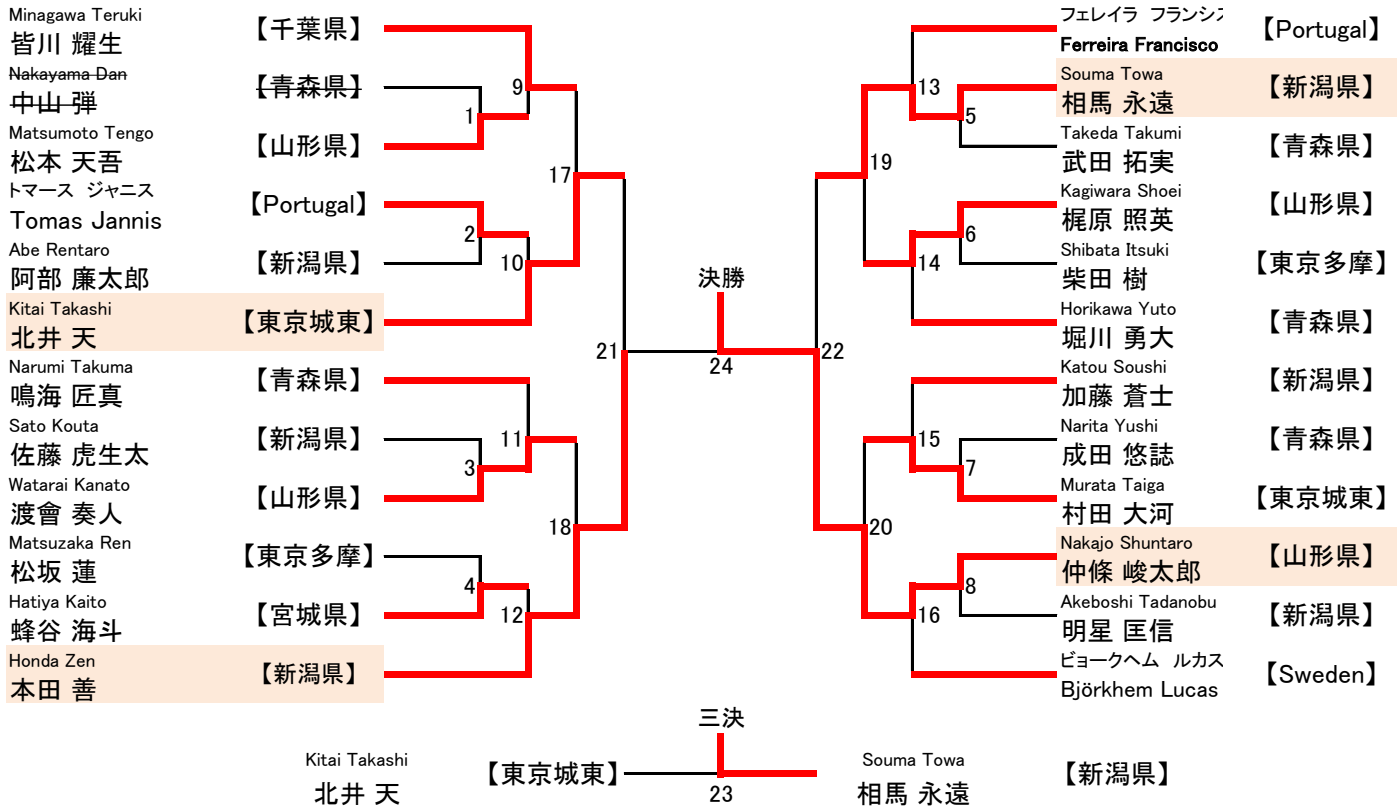 Minagawa Teruki
皆川 耀生
【千葉県】
Nakayama Dan
中山 弾
【青森県】
Matsumoto Tengo
松本 天吾
【山形県】
トマース ジャニス
Tomas Jannis
【Portugal】
Abe Rentaro
阿部 廉太郎
【新潟県】
Kitai Takashi
北井 天
【東京城東】
Narumi Takuma
鳴海 匠真
【青森県】
Sato Kouta
佐藤 虎生太
【新潟県】
Watarai Kanato
渡會 奏人
【山形県】
Matsuzaka Ren
松坂 蓮
【東京多摩】
Hatiya Kaito
蜂谷 海斗
【宮城県】
Honda Zen
本田 善
【新潟県】
1
2
3
4
9
10
11
12
17
18
21
決勝
24
22
19
20
13
14
15
16
5
6
7
8
フェレイラ フランシス
Ferreira Francisco
【Portugal】
Souma Towa
相馬 永遠
【新潟県】
Takeda Takumi
武田 拓実
【青森県】
Kagiwara Shoei
梶原 照英
【山形県】
Shibata Itsuki
柴田 樹
【東京多摩】
Horikawa Yuto
堀川 勇大
【青森県】
Katou Soushi
加藤 蒼士
【新潟県】
Narita Yushi
成田 悠誌
【青森県】
Murata Taiga
村田 大河
【東京城東】
Nakajo Shuntaro
仲條 峻太郎
【山形県】
Akeboshi Tadanobu
明星 匡信
【新潟県】
ビョークヘム ルカス
Björkhem Lucas
【Sweden】
三決
Kitai Takashi
北井 天
【東京城東】
23
Souma Towa
相馬 永遠
【新潟県】